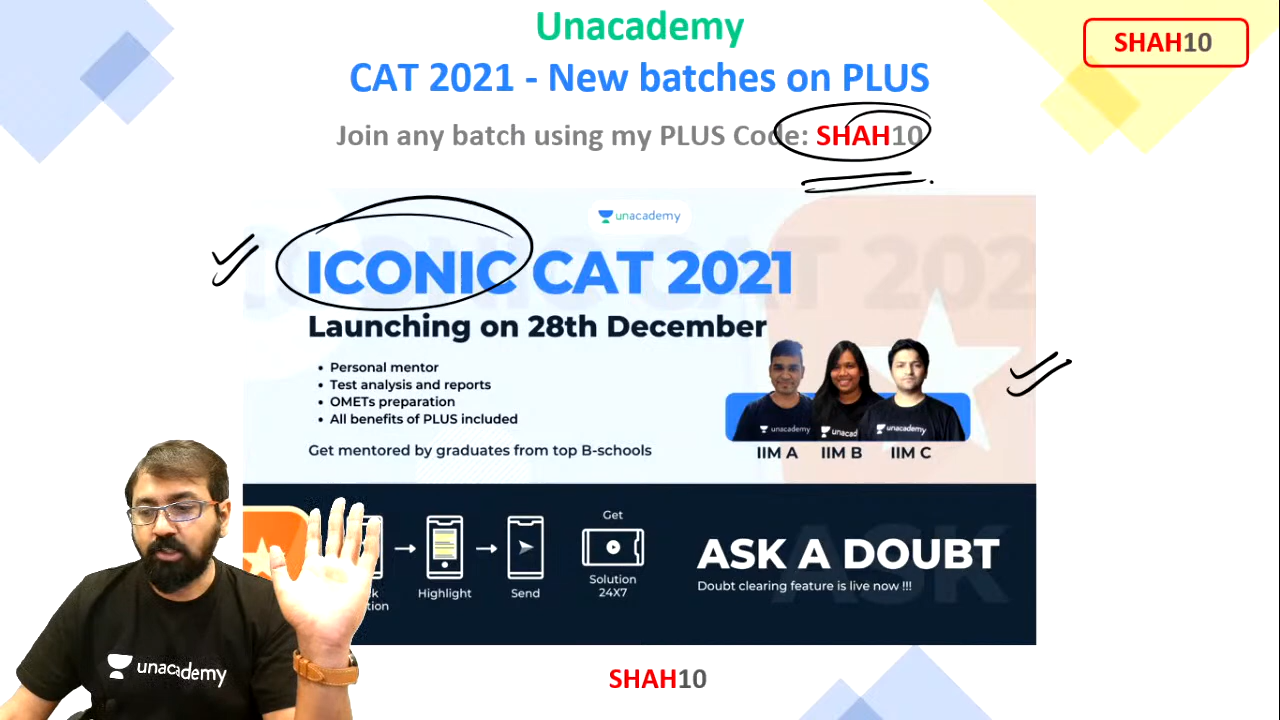 Unacademy
SHAH10
CAT 2021 - New batches on PLUS
Join any batch using my PLUS Code: SHAH10
unacademy
ICONIC CAT 2021
Launching on 28th December
• Personal mentor
• Test analysis and reports
• OMETs preparation
• All benefits of PLUS included
Get mentored by graduates from top B-schools
unacademy
unacad
unacademy
IIM A
IIM B
IIM C
Get
Highlight
Send
Solution
24X7
ASK A DOUBT
Doubt clearing feature is live now !!!
unacademy
SHAH10